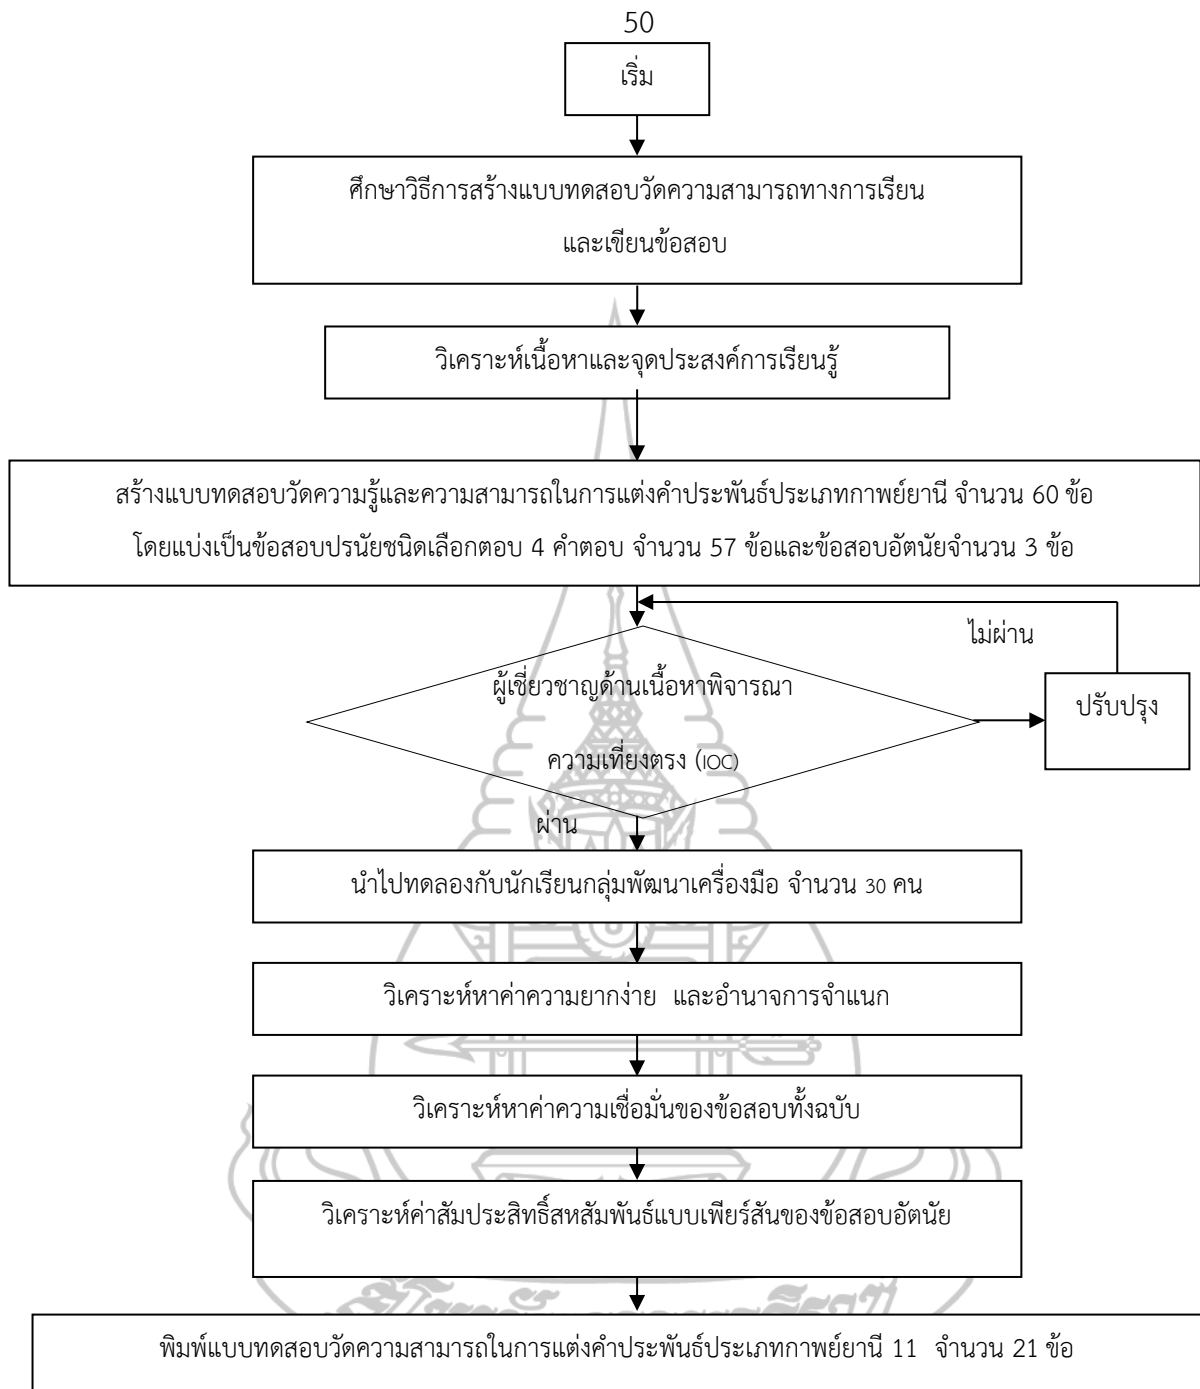 50
เริ่ม
ศึกษาวิธีการสร้างแบบทดสอบวัดความสามารถทางการเรียน
และเขียนข้อสอบ
วิเคราะห์เนื้อหาและจุดประสงค์การเรียนรู้
สร้างแบบทดสอบวัดความรู้และความสามารถในการแต่งคำประพันธ์ประเภทกาพย์ยานี จำนวน 60 ข้อ
โดยแบ่งเป็นข้อสอบปรนัยชนิดเลือกตอบ 4 คำตอบ จำนวน 57 ข้อและข้อสอบอัตนัยจำนวน 3 ข้อ
ไม่ผ่าน
ผู้เชี่ยวชาญด้านเนื้อหาพิจารณา
ปรับปรุง
ความเที่ยงตรง (IOC)
ผ่าน
นำไปทดลองกับนักเรียนกลุ่มพัฒนาเครื่องมือ จำนวน 30 คน
วิเคราะห์หาค่าความยากง่าย และอำนาจการจำแนก
วิเคราะห์หาค่าความเชื่อมั่นของข้อสอบทั้งฉบับ
วิเคราะห์ค่าสัมประสิทธิ์สหสัมพันธ์แบบเพียร์สันของข้อสอบอัตนัย
พิมพ์แบบทดสอบวัดความสามารถในการแต่งคำประพันธ์ประเภทกาพย์ยานี 11 จำนวน 21 ข้อ